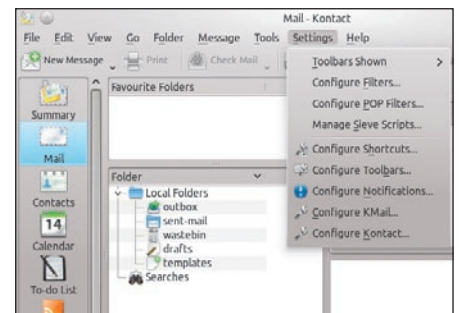 Mail - Kontact
File Edit View Go Folder Message Tools Settings Help
New Message Print Check Mail
Toolbars Shown
Configure Filters...
Configure POP Filters...
Manage Sieve Scripts...
Configure Shortcuts...
Configure Toolbars...
Configure Notifications...
Configure KMail...
Configure Kontact...
Summary
Mail
Contacts
14
Calendar
To-do List
Favourite Folders
Folder
Local Folders
outbox
sent-mail
wastebin
drafts
templates
Searches